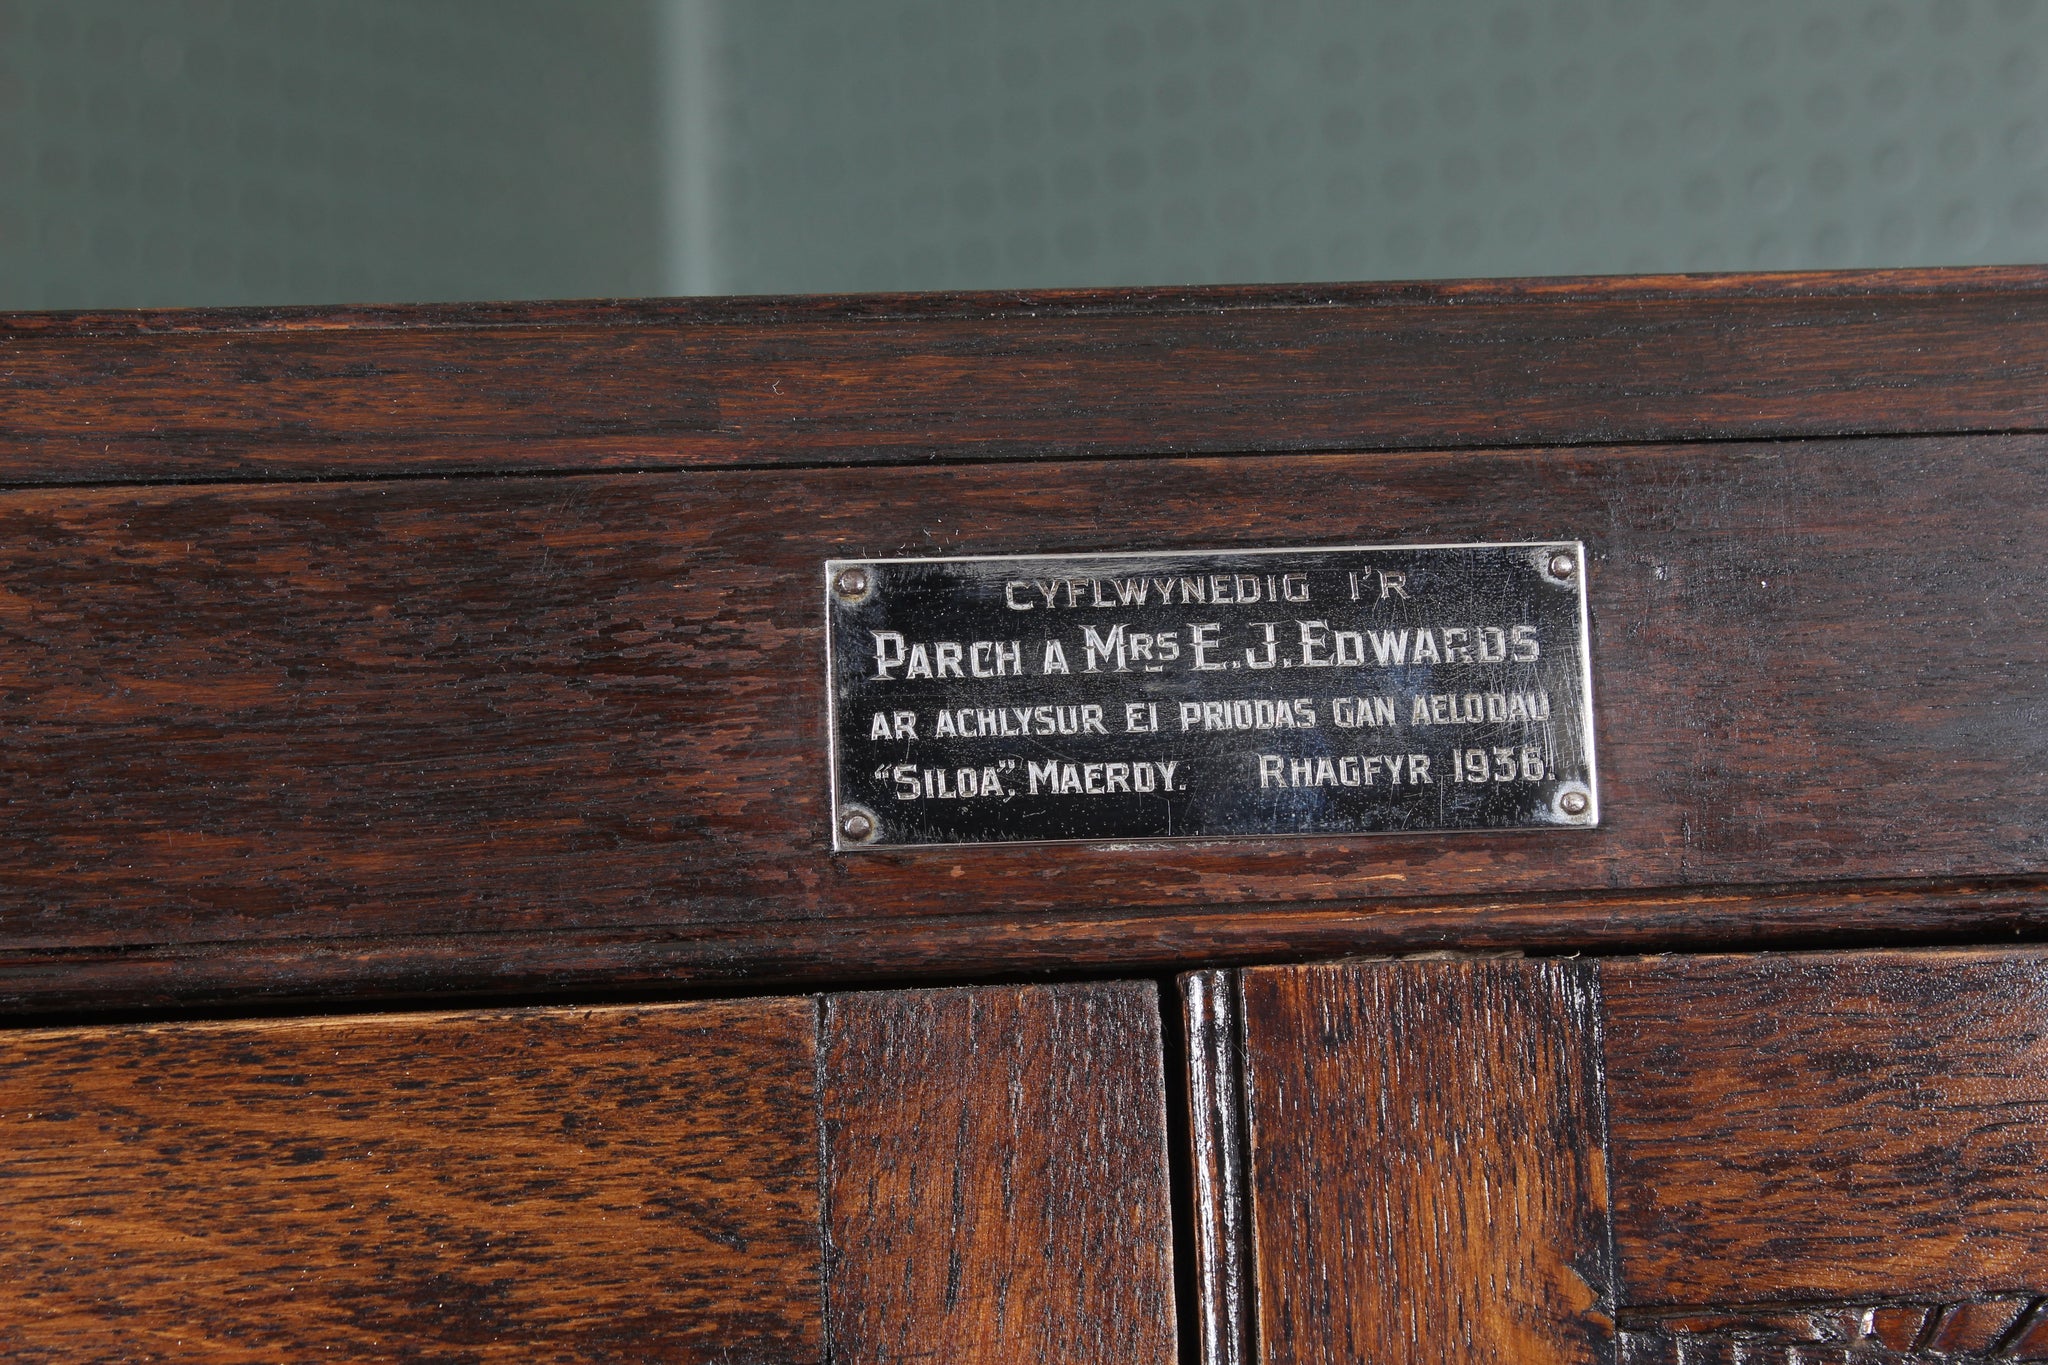 CYFLWYNEDIG I'R
PARCH A MRS E.J. EDWARDS
AR ACHLYSUR EI PRIODAS GAN AELODAU
"SILOA", MAERDY. RHAGFYR 1936.